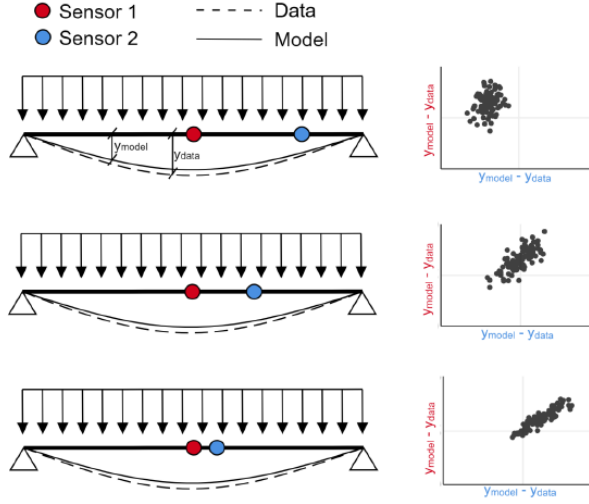 Sensor 1
Data
Sensor 2
Model
ymodel
ydata
ymodel - ydata
ymodel - ydata
ymodel - ydata
ymodel - ydata
ymodel - ydata
ymodel - ydata